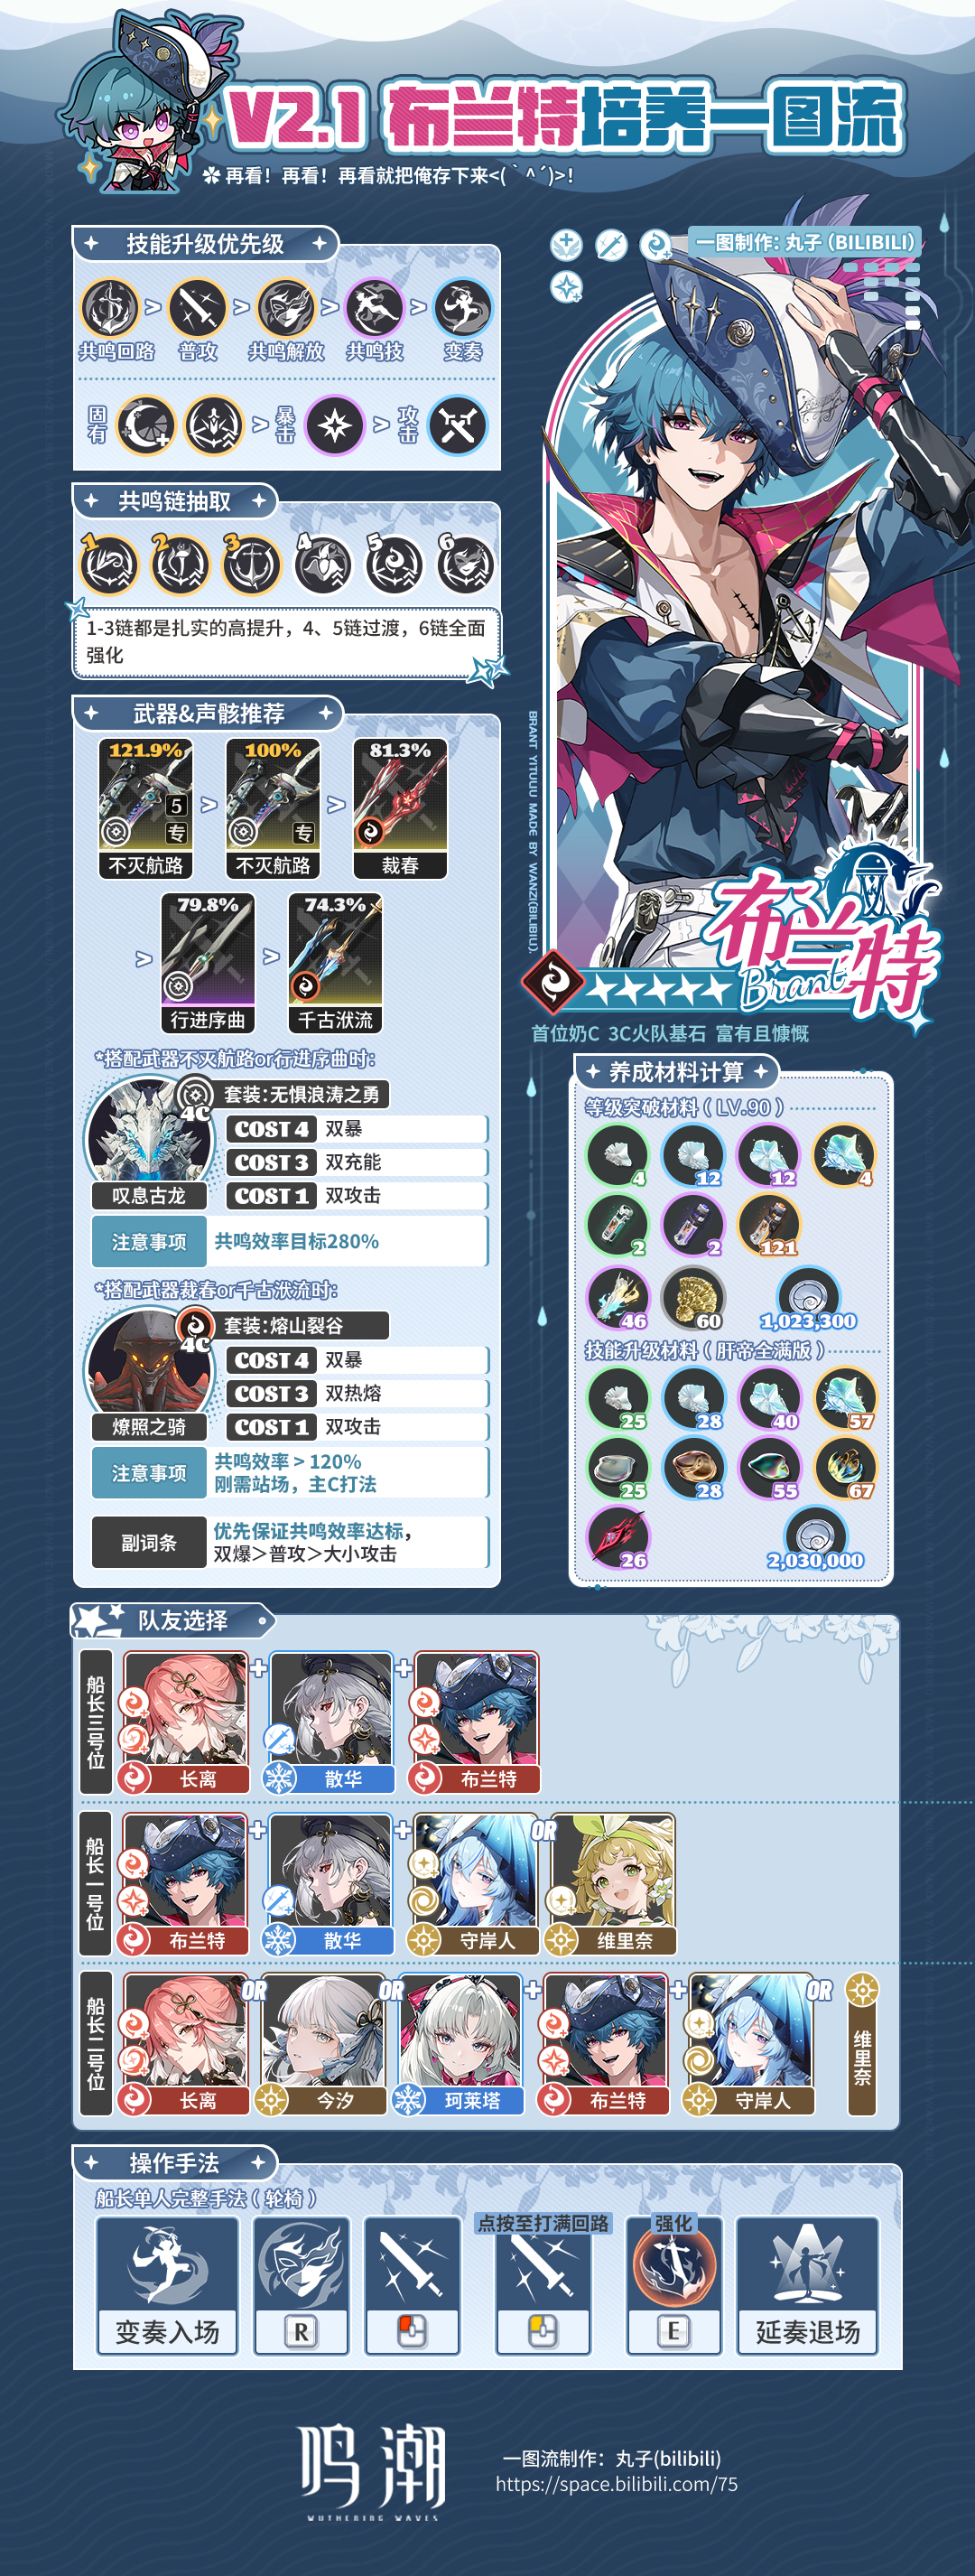 V2.1 布兰特培养一图流
✽ 再看！再看！再看就把俺存下来<(｀^´)>！
一图制作: 丸子 (BILIBILI)
技能升级优先级
共鸣回路 > 普攻 > 共鸣解放 > 共鸣技 > 变奏
固有 > 暴击 > 攻击
共鸣链抽取
1 2 3 4 5 6
1-3链都是扎实的高提升，4、5链过渡，6链全面
强化
武器&声骸推荐
121.9% 100% 81.3%
5
专 专
不灭航路 > 不灭航路 > 裁春
79.8% 74.3%
> 行进序曲 > 千古洑流
*搭配武器不灭航路or行进序曲时:
4C
套装: 无惧浪涛之勇
COST 4 双暴
COST 3 双充能
叹息古龙
COST 1 双攻击
注意事项
共鸣效率目标280%
*搭配武器裁春or千古洑流时:
4C
套装: 熔山裂谷
COST 4 双暴
COST 3 双热熔
燎照之骑
COST 1 双攻击
注意事项
共鸣效率 > 120%
刚需站场，主C打法
副词条
优先保证共鸣效率达标，
双爆＞普攻＞大小攻击
BRANT YITULIU MADE BY WANZI(BILIBILI).
布兰特
Brant
首位奶C 3C火队基石 富有且慷慨
养成材料计算
等级突破材料（LV.90）
4 12 12 4
2 2 121
46 60 1,023,300
技能升级材料（肝帝全满版）
25 28 40 57
25 28 55 67
26 2,030,000
队友选择
船长三号位
长离 + 散华 + 布兰特
船长一号位
布兰特 + 散华 + 守岸人 OR 维里奈
船长二号位
长离 OR 今汐 OR 珂莱塔 + 布兰特 + 守岸人 OR 维里奈
操作手法
船长单人完整手法（轮椅）
点按至打满回路 强化
变奏入场 R E 延奏退场
鸣潮
WUTHERING WAVES
一图流制作：丸子(bilibili)
https://space.bilibili.com/75